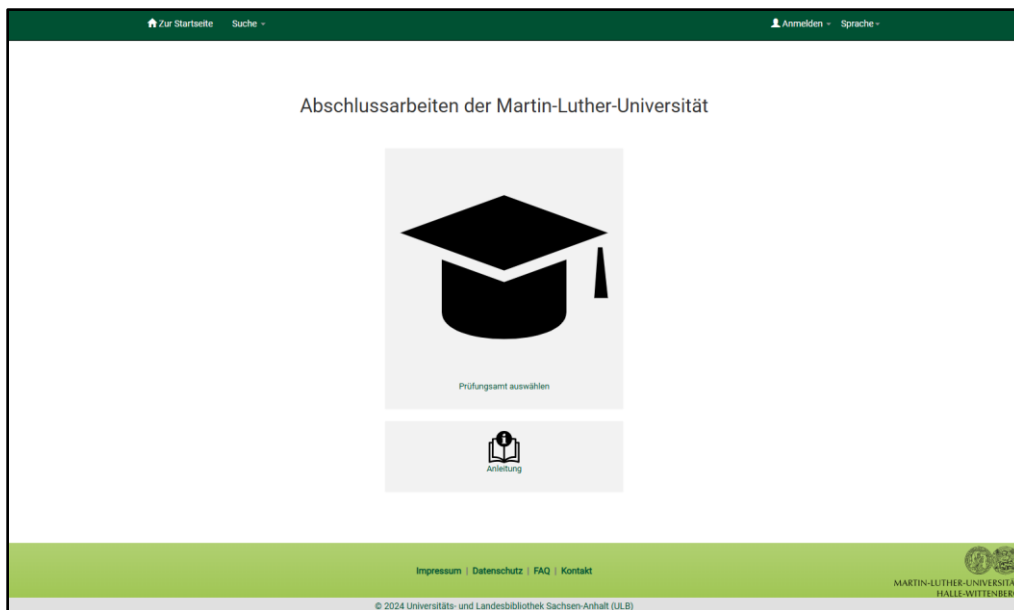 Zur Startseite Suche
Anmelden Sprache
Abschlussarbeiten der Martin-Luther-Universität
Prüfungsamt auswählen
Anleitung
Impressum | Datenschutz | FAQ | Kontakt
MARTIN-LUTHER-UNIVERSITÄ
HALLE-WITTENBERG
© 2024 Universitäts- und Landesbibliothek Sachsen-Anhalt (ULB)